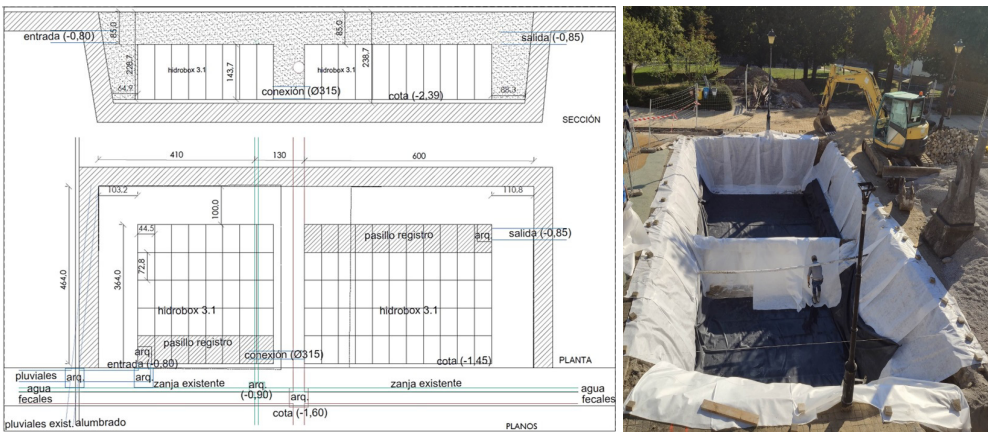 entrada (-0,80)
65.0
85.0
salida (-0,85)
hidrobox 3.1
hidrobox 3.1
228.7
143.7
238.7
64.9
conexión (Ø315)
cota (-2,39)
88.3
SECCIÓN
410
130
600
103.2
110.8
100.0
44.5
pasillo registro
arq.
salida (-0,85)
464.0
364.0
72.8
hidrobox 3.1
hidrobox 3.1
pasillo registro
arq.
conexión (Ø315)
entrada (-0,80)
cota (-1,45)
PLANTA
pluviales
arq.
arq.
zanja existente
arq.
(-0,90)
zanja existente
agua
agua
fecales
arq.
fecales
cota (-1,60)
pluviales exist.
alumbrado
PLANOS